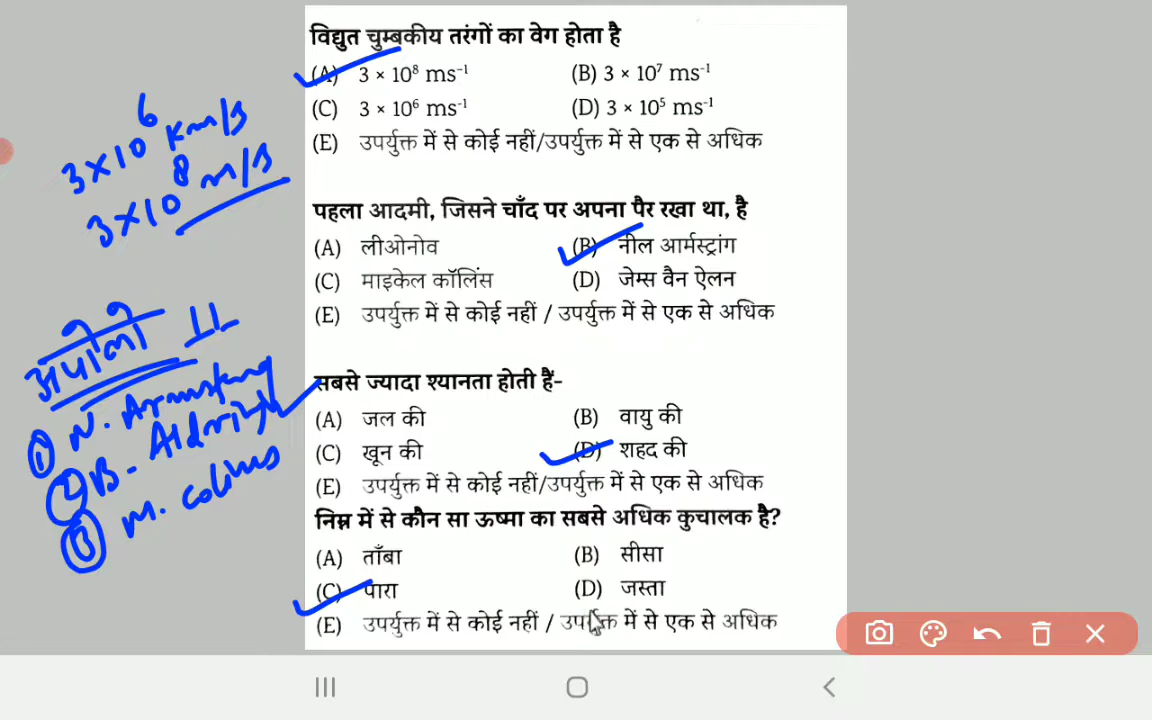 विद्युत चुम्बकीय तरंगों का वेग होता है
(A) 3 × 10⁸ ms⁻¹ (B) 3 × 10⁷ ms⁻¹
(C) 3 × 10⁶ ms⁻¹ (D) 3 × 10⁵ ms⁻¹
(E) उपर्युक्त में से कोई नहीं/उपर्युक्त में से एक से अधिक
3×10⁶ km/s
3×10⁸ m/s
पहला आदमी, जिसने चाँद पर अपना पैर रखा था, है
(A) लीओनोव (B) नील आर्मस्ट्रांग
(C) माइकेल कॉलिंस (D) जेम्स वैन ऐलन
(E) उपर्युक्त में से कोई नहीं / उपर्युक्त में से एक से अधिक
अपोलो 11
① N. Armstrong
② B- Aldrin
③ M. colins
सबसे ज्यादा श्यानता होती हैं-
(A) जल की (B) वायु की
(C) खून की (D) शहद की
(E) उपर्युक्त में से कोई नहीं/उपर्युक्त में से एक से अधिक
निम्न में से कौन सा ऊष्मा का सबसे अधिक कुचालक है?
(A) ताँबा (B) सीसा
(C) पारा (D) जस्ता
(E) उपर्युक्त में से कोई नहीं / उपर्युक्त में से एक से अधिक